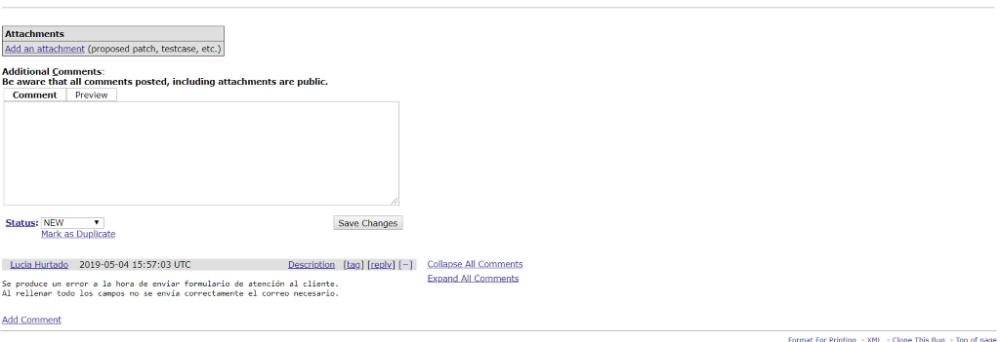 Attachments
Add an attachment (proposed patch, testcase, etc.)
Additional Comments:
Be aware that all comments posted, including attachments are public.
Comment Preview
Status: NEW
Save Changes
Mark as Duplicate
Lucia Hurtado 2019-05-04 15:57:03 UTC Description [tag] [reply] [−]
Collapse All Comments
Expand All Comments
Se produce un error a la hora de enviar formulario de atención al cliente.
Al rellenar todo los campos no se envía correctamente el correo necesario.
Add Comment
Format For Printing - XML - Clone This Bug - Top of page